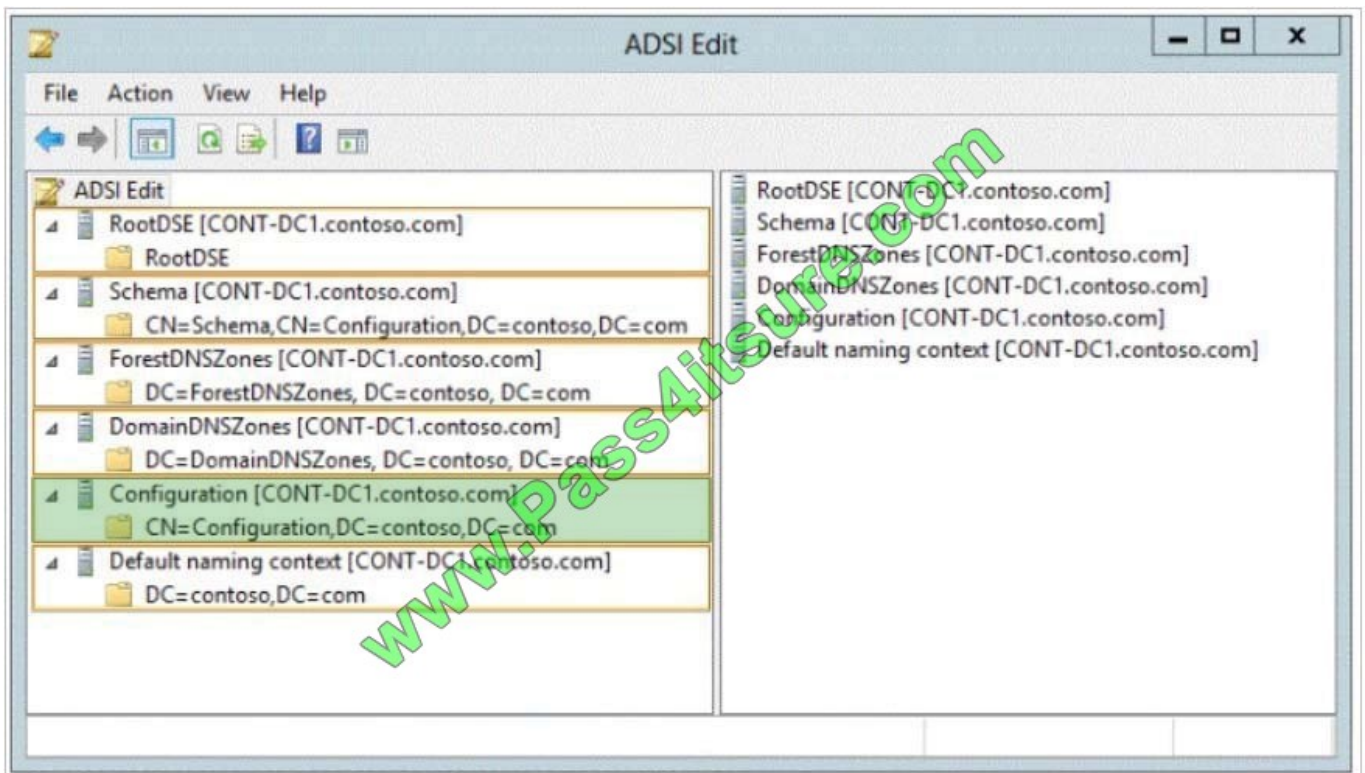 ADSI Edit
File Action View Help
ADSI Edit
RootDSE [CONT-DC1.contoso.com]
RootDSE
Schema [CONT-DC1.contoso.com]
CN=Schema,CN=Configuration,DC=contoso,DC=com
ForestDNSZones [CONT-DC1.contoso.com]
DC=ForestDNSZones, DC=contoso, DC=com
DomainDNSZones [CONT-DC1.contoso.com]
DC=DomainDNSZones, DC=contoso, DC=com
Configuration [CONT-DC1.contoso.com]
CN=Configuration,DC=contoso,DC=com
Default naming context [CONT-DC1.contoso.com]
DC=contoso,DC=com
RootDSE [CONT-DC1.contoso.com]
Schema [CONT-DC1.contoso.com]
ForestDNSZones [CONT-DC1.contoso.com]
DomainDNSZones [CONT-DC1.contoso.com]
Configuration [CONT-DC1.contoso.com]
Default naming context [CONT-DC1.contoso.com]
www.Pass4itsure.com